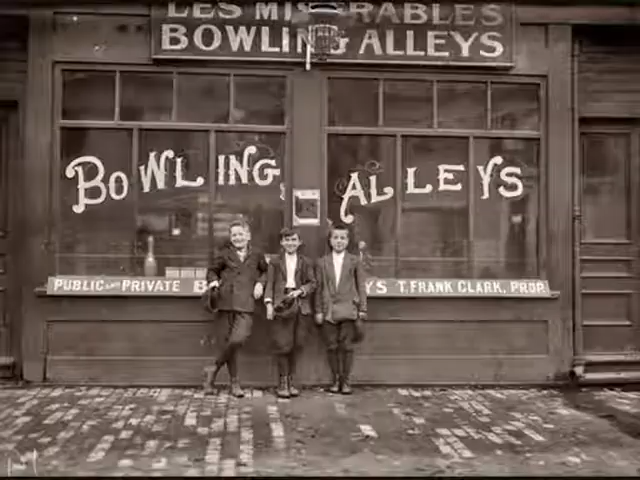 LES MISERABLES
BOWLING ALLEYS
BOWLING ALLEYS
PUBLIC AND PRIVATE B YS T. FRANK CLARK, PROP.